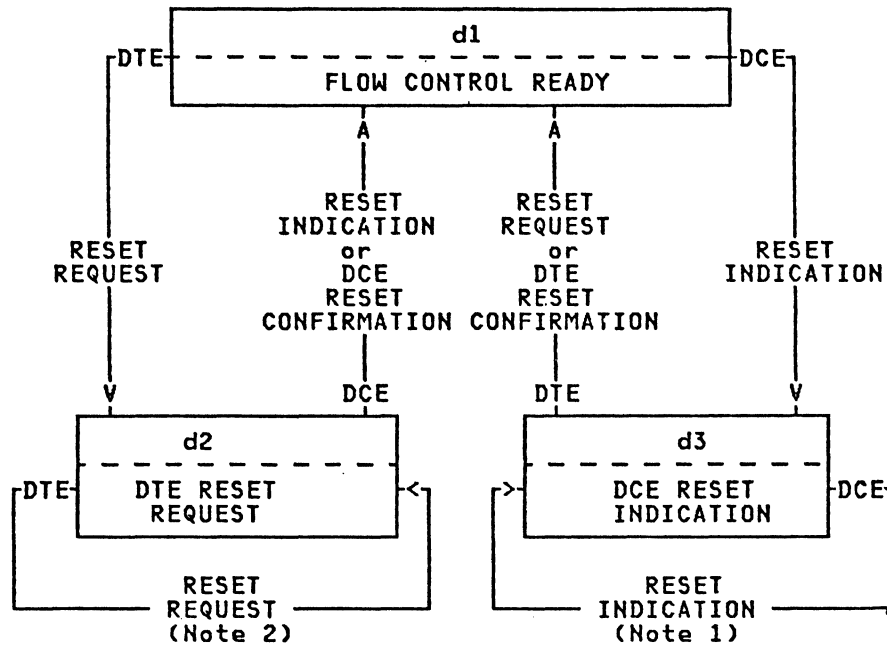 d1
DTE
DCE
FLOW CONTROL READY
RESET
REQUEST
RESET
INDICATION
or
DCE
RESET
CONFIRMATION
RESET
REQUEST
or
DTE
RESET
CONFIRMATION
RESET
INDICATION
DCE
DTE
d2
DTE
DTE RESET
REQUEST
d3
DCE RESET
INDICATION
DCE
RESET
REQUEST
(Note 2)
RESET
INDICATION
(Note 1)